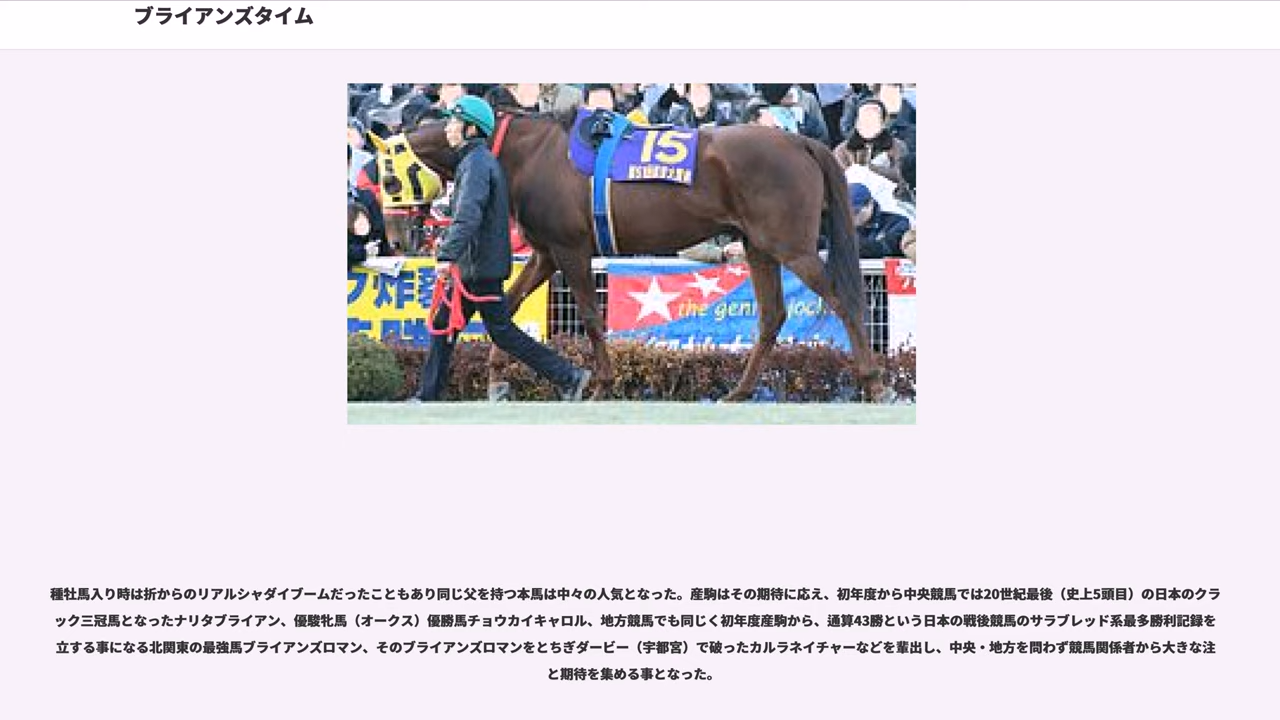 ブライアンズタイム
15
炸裂
the geni
joch
種牡馬入り時は折からのリアルシャダイブームだったこともあり同じ父を持つ本馬は中々の人気となった。産駒はその期待に応え、初年度から中央競馬では20世紀最後（史上5頭目）の日本のクラ
ック三冠馬となったナリタブライアン、優駿牝馬（オークス）優勝馬チョウカイキャロル、地方競馬でも同じく初年度産駒から、通算43勝という日本の戦後競馬のサラブレッド系最多勝利記録を
立する事になる北関東の最強馬ブライアンズロマン、そのブライアンズロマンをとちぎダービー（宇都宮）で破ったカルラネイチャーなどを輩出し、中央・地方を問わず競馬関係者から大きな注
と期待を集める事となった。